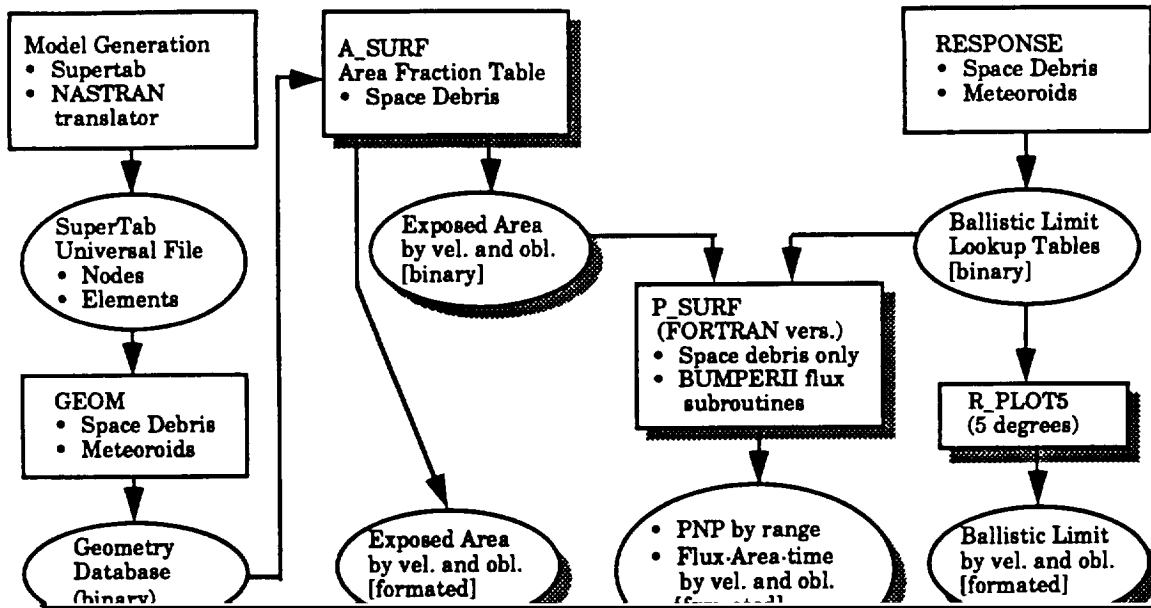 Model Generation
• Supertab
• NASTRAN
translator
SuperTab
Universal File
• Nodes
• Elements
GEOM
• Space Debris
• Meteoroids
Geometry
Database
(binary)
A_SURF
Area Fraction Table
• Space Debris
Exposed Area
by vel. and obl.
[binary]
Exposed Area
by vel. and obl.
[formated]
P_SURF
(FORTRAN vers.)
• Space debris only
• BUMPERII flux
subroutines
• PNP by range
• Flux·Area·time
by vel. and obl.
RESPONSE
• Space Debris
• Meteoroids
Ballistic Limit
Lookup Tables
[binary]
R_PLOT5
(5 degrees)
Ballistic Limit
by vel. and obl.
[formated]